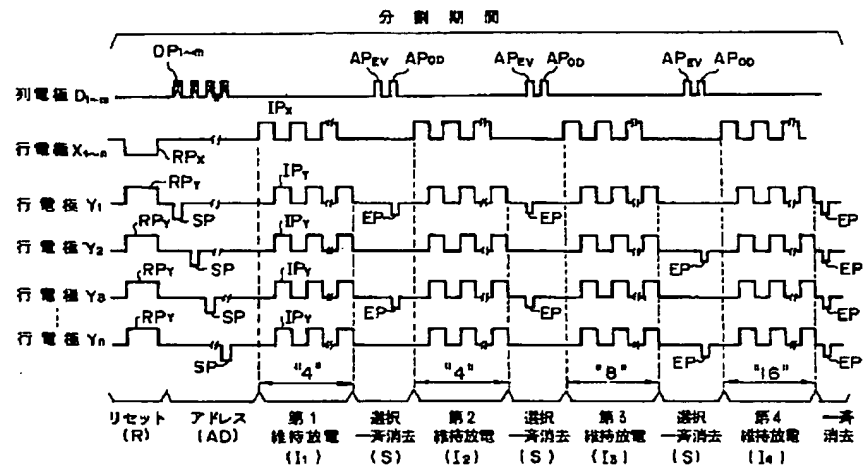 分割期間
DP1~m
APEV APOD
APEV APOD
APEV APOD
列電極 D1~m
IPX
行電極 X1~n
RPX
RPY
IPY
行電極 Y1
SP
EP
EP
EP
RPY
IPY
行電極 Y2
SP
EP
EP
RPY
IPY
行電極 Y3
SP
EP
EP
EP
RPY
IPY
行電極 Yn
SP
EP
EP
"4"
"4"
"8"
"16"
リセット
(R)
アドレス
(AD)
第1
維持放電
(I1)
選択
一斉消去
(S)
第2
維持放電
(I2)
選択
一斉消去
(S)
第3
維持放電
(I3)
選択
一斉消去
(S)
第4
維持放電
(I4)
一斉
消去